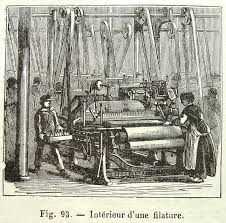 Fig. 93. — Intérieur d'une filature.